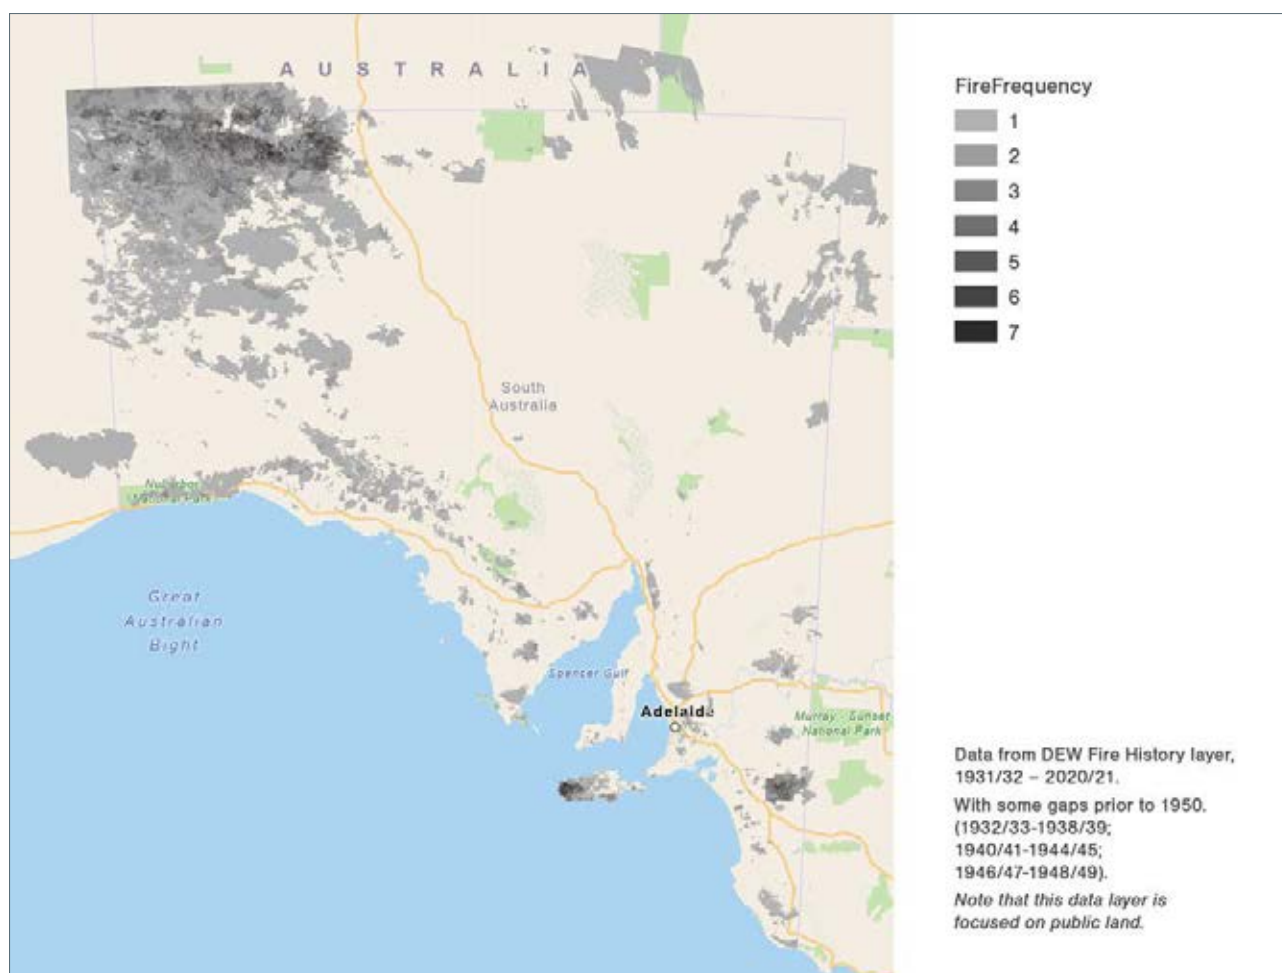 AUSTRALIA
South
Australia
Nullarbor
National Park
Great
Australian
Bight
Spencer Gulf
Adelaide
Murray - Sunset
National Park
FireFrequency
1
2
3
4
5
6
7
Data from DEW Fire History layer,
1931/32 – 2020/21.
With some gaps prior to 1950.
(1932/33-1938/39;
1940/41-1944/45;
1946/47-1948/49).
Note that this data layer is
focused on public land.